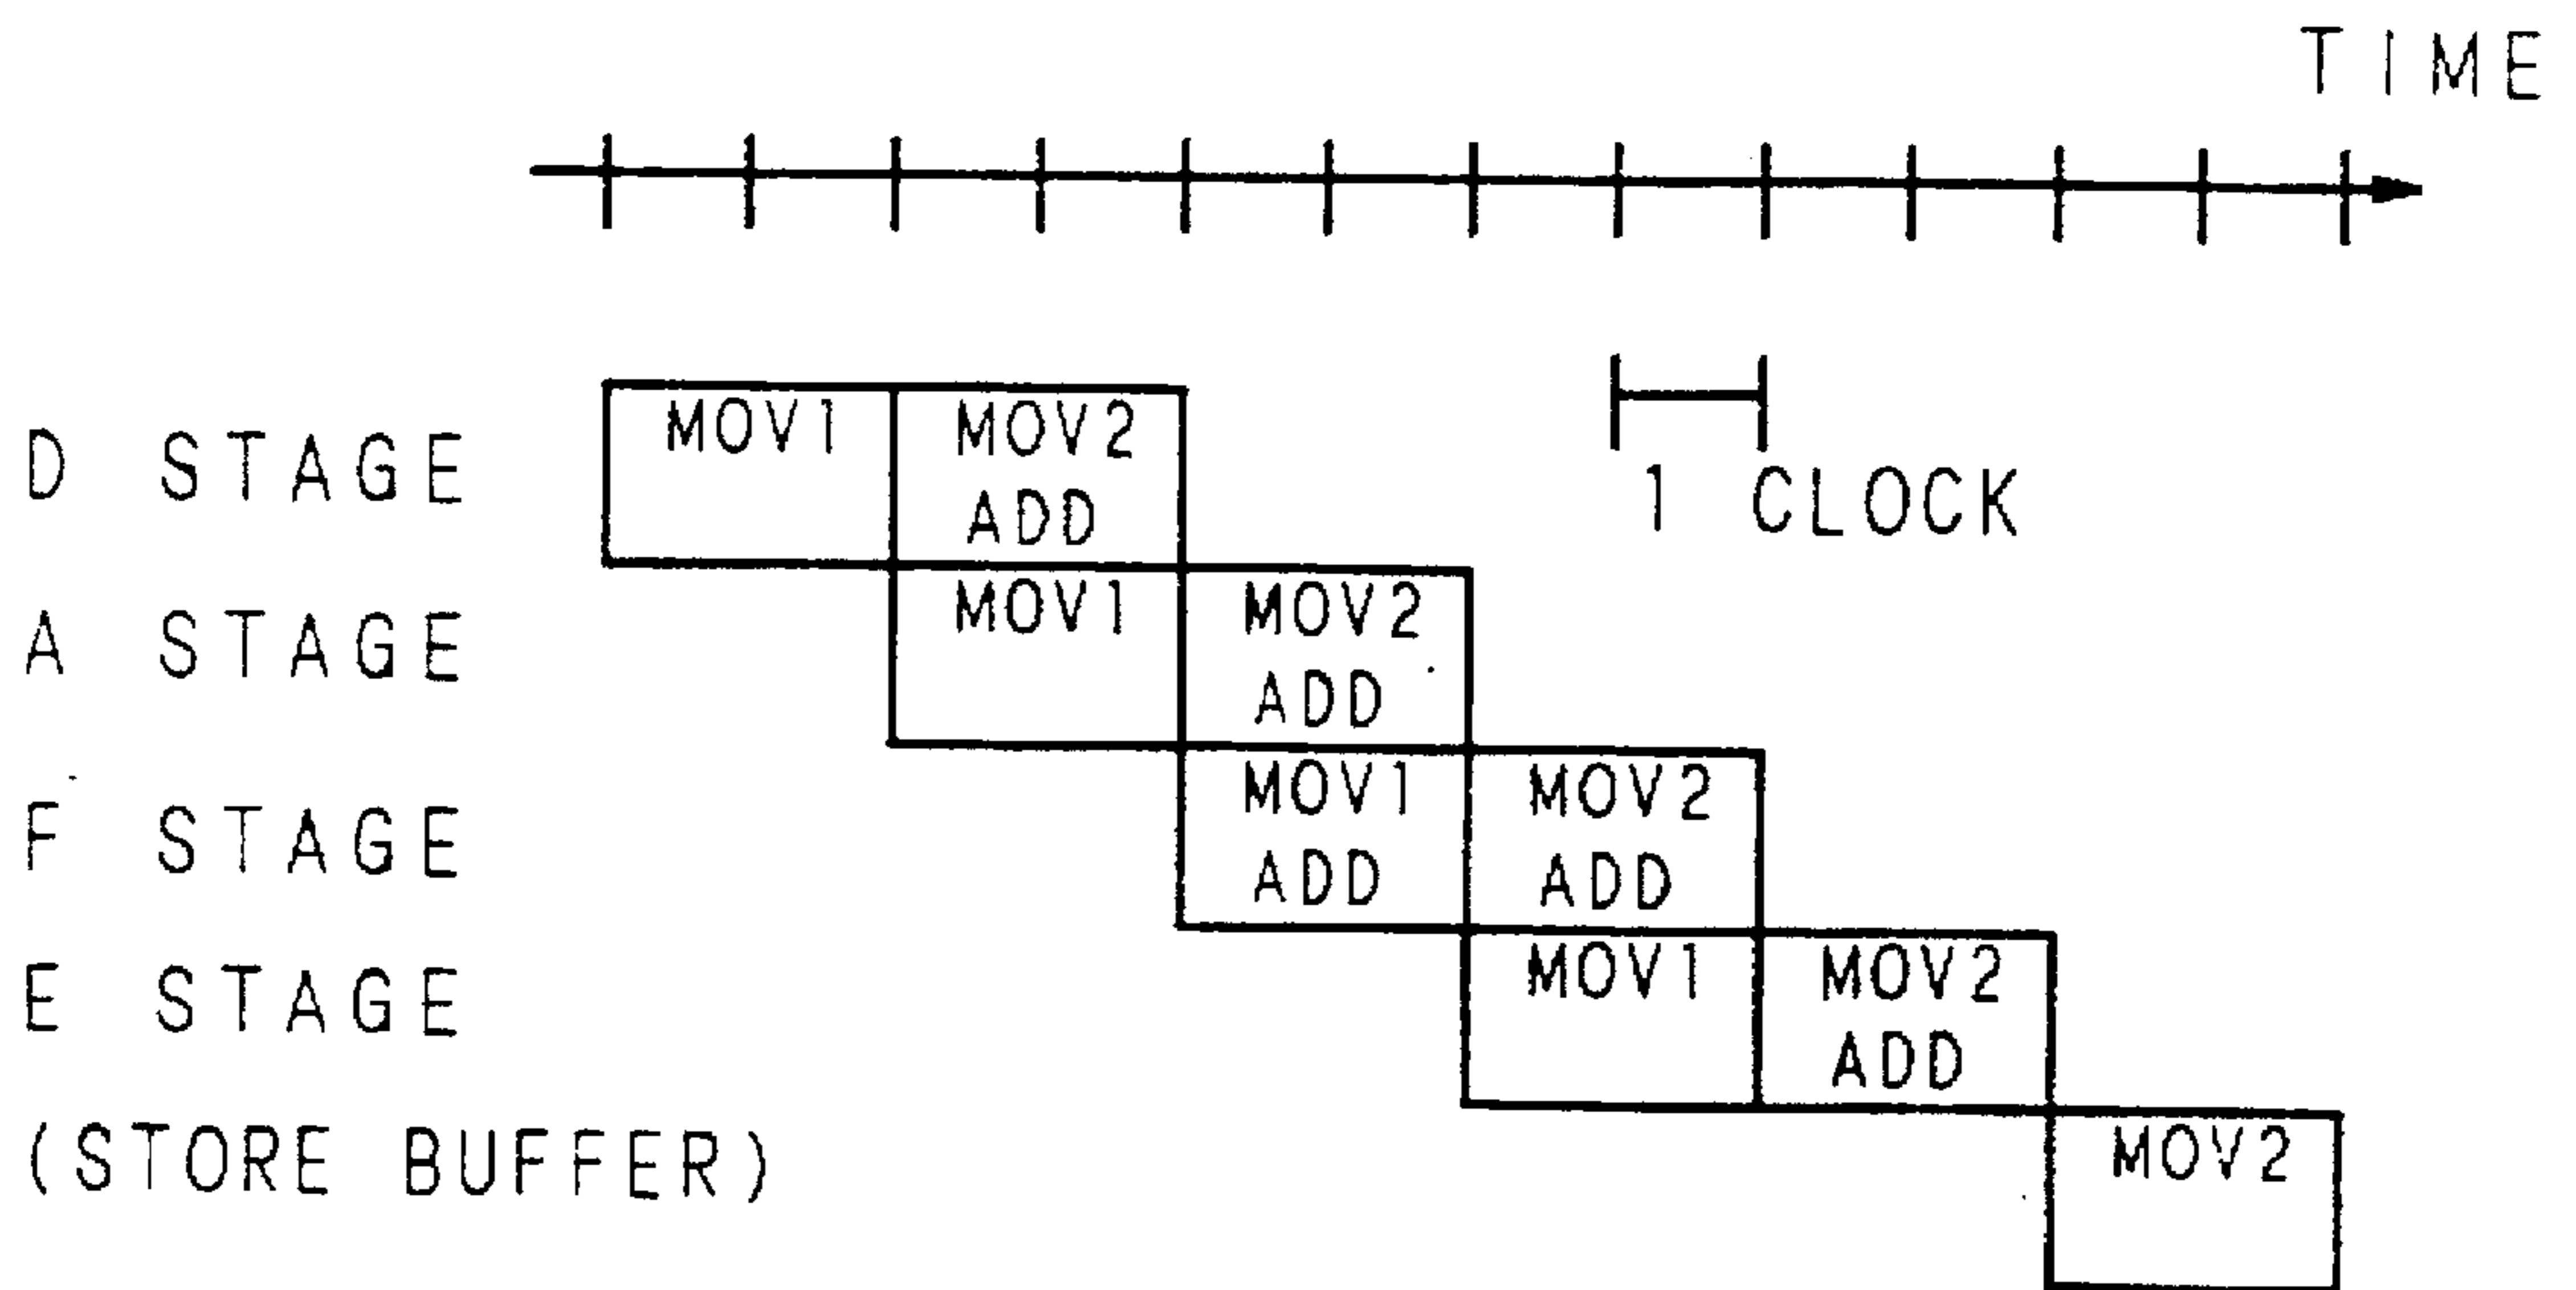 TIME
1 CLOCK
D STAGE
MOV1
MOV2
ADD
A STAGE
MOV1
MOV2
ADD
F STAGE
MOV1
ADD
MOV2
ADD
E STAGE
MOV1
MOV2
ADD
(STORE BUFFER)
MOV2